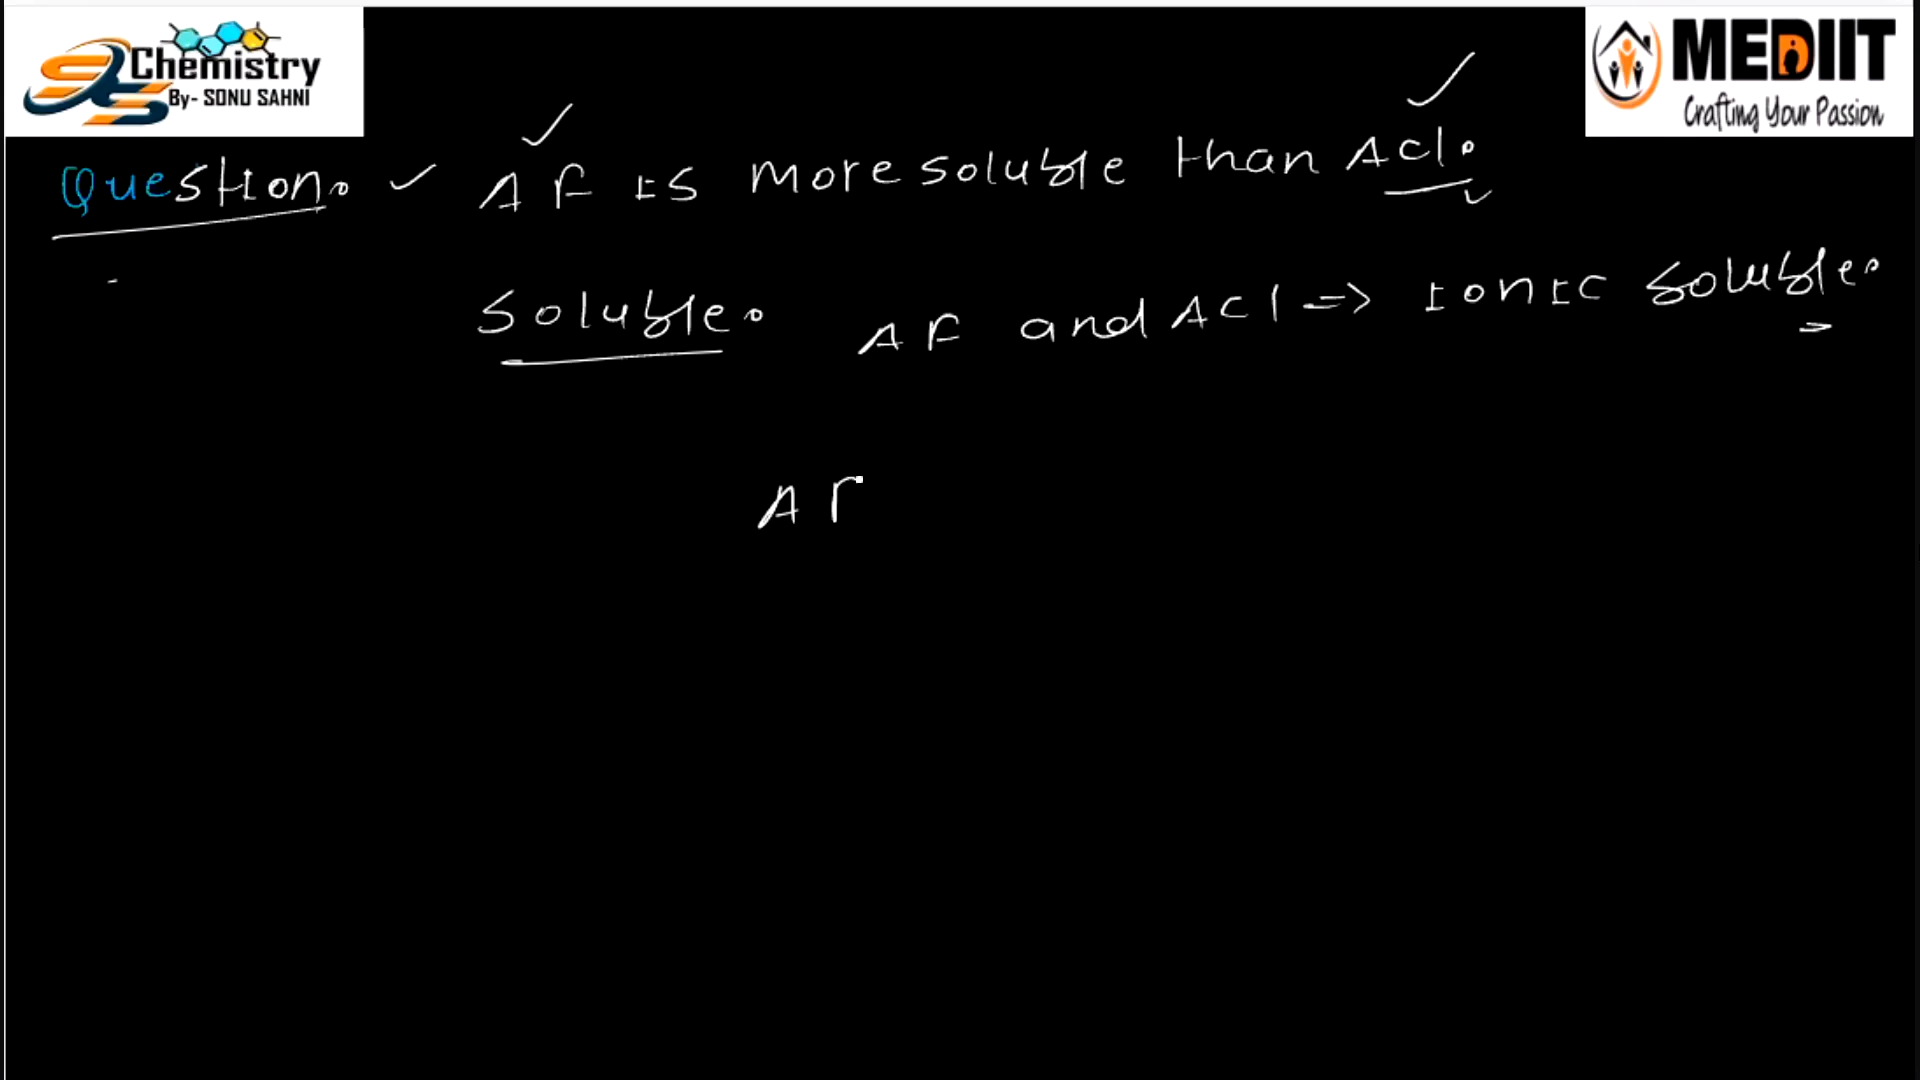 Chemistry
By- SONU SAHNI
MEDIIT
Crafting Your Passion
Question. AF is more soluble than ACl.
Soluble. AF and ACl => Ionic Soluble.
A